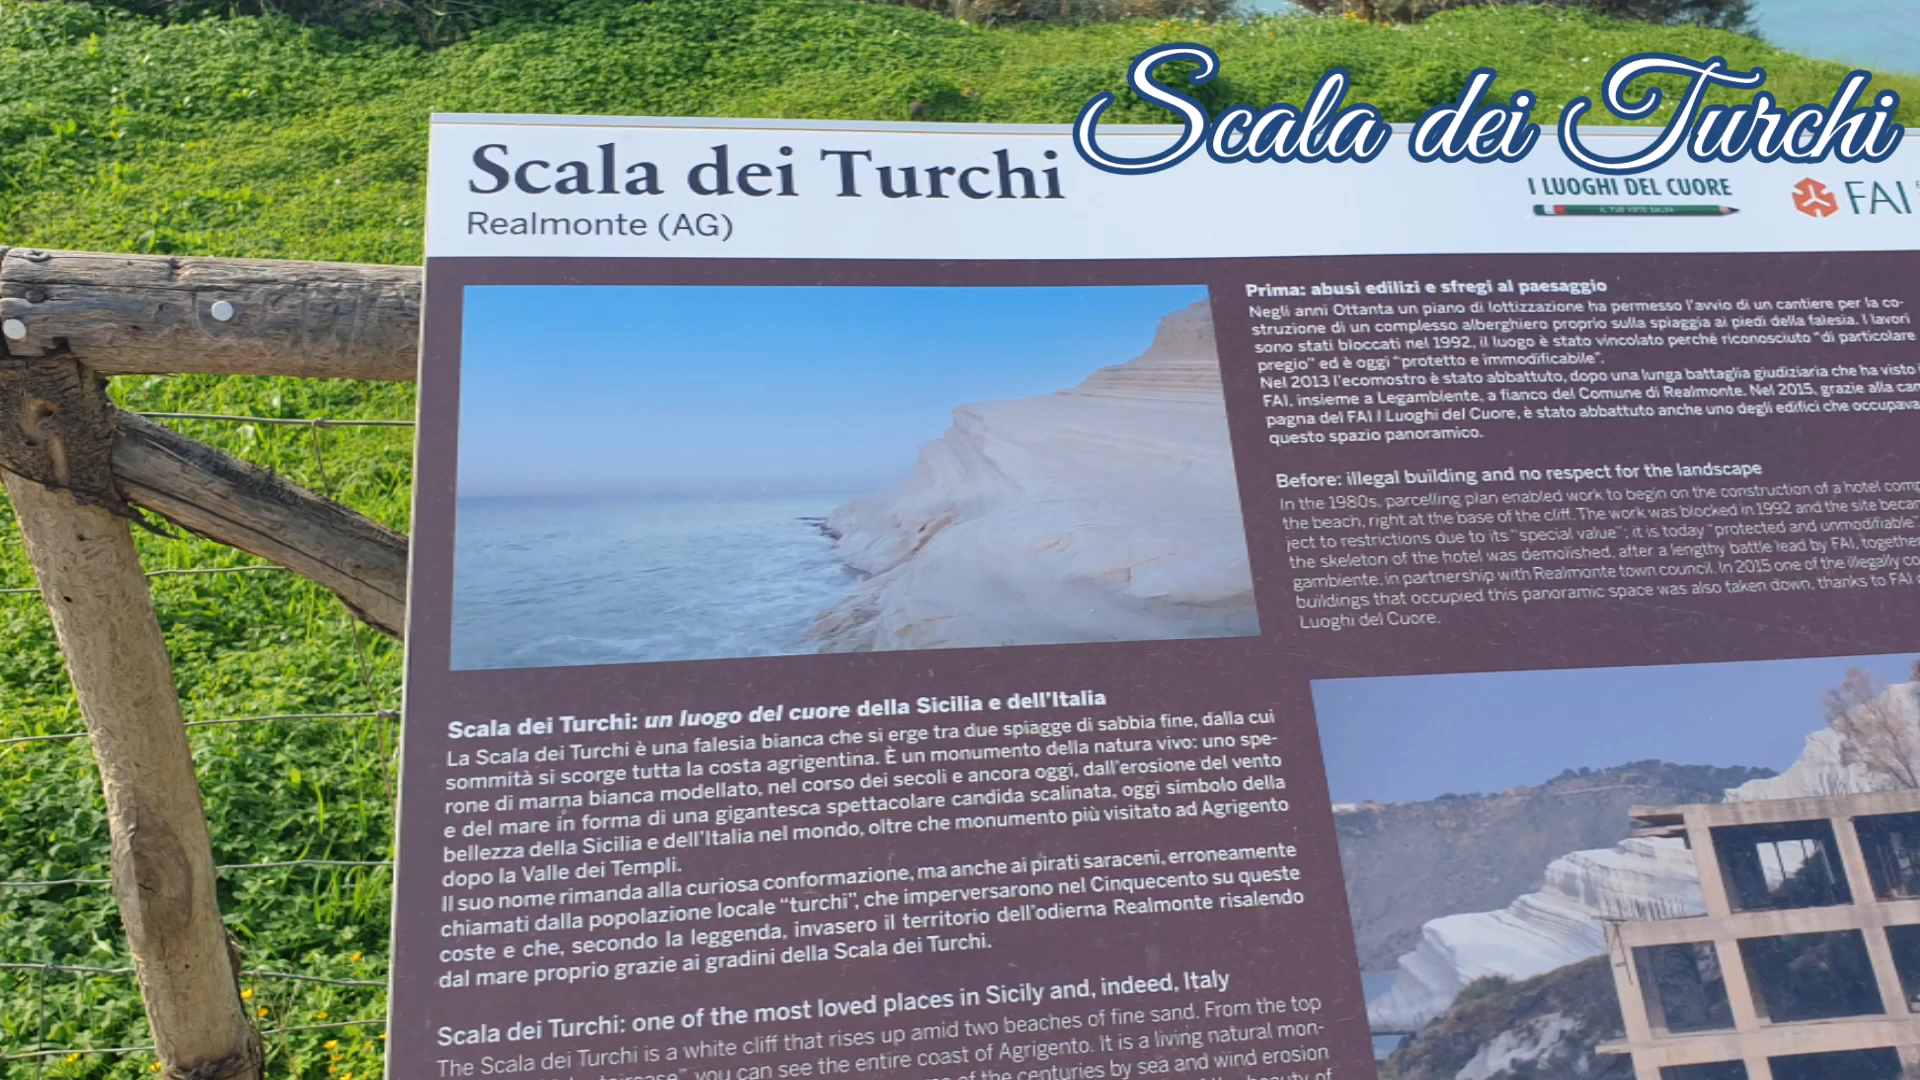 Scala dei Turchi
Scala dei Turchi
Realmonte (AG)
I LUOGHI DEL CUORE
FAI
Prima: abusi edilizi e sfregi al paesaggio
Negli anni Ottanta un piano di lottizzazione ha permesso l'avvio di un cantiere per la co-
struzione di un complesso alberghiero proprio sulla spiaggia ai piedi della falesia. I lavori
sono stati bloccati nel 1992, il luogo è stato vincolato perché riconosciuto "di particolare
pregio" ed è oggi "protetto e immodificabile".
Nel 2013 l'ecomostro è stato abbattuto, dopo una lunga battaglia giudiziaria che ha visto
FAI, insieme a Legambiente, a fianco del Comune di Realmonte. Nel 2015, grazie alla cam
pagna del FAI I Luoghi del Cuore, è stato abbattuto anche uno degli edifici che occupava
questo spazio panoramico.
Before: illegal building and no respect for the landscape
In the 1980s, parcelling plan enabled work to begin on the construction of a hotel comp
the beach, right at the base of the cliff. The work was blocked in 1992 and the site becam
ject to restrictions due to its "special value"; it is today "protected and unmodifiable"
the skeleton of the hotel was demolished, after a lengthy battle lead by FAI, together
gambiente, in partnership with Realmonte town council. In 2015 one of the illegally co
buildings that occupied this panoramic space was also taken down, thanks to FAI
Luoghi del Cuore.
Scala dei Turchi: un luogo del cuore della Sicilia e dell'Italia
La Scala dei Turchi è una falesia bianca che si erge tra due spiagge di sabbia fine, dalla cui
sommità si scorge tutta la costa agrigentina. È un monumento della natura vivo: uno spe-
rone di marna bianca modellato, nel corso dei secoli e ancora oggi, dall'erosione del vento
e del mare in forma di una gigantesca spettacolare candida scalinata, oggi simbolo della
bellezza della Sicilia e dell'Italia nel mondo, oltre che monumento più visitato ad Agrigento
dopo la Valle dei Templi.
Il suo nome rimanda alla curiosa conformazione, ma anche ai pirati saraceni, erroneamente
chiamati dalla popolazione locale "turchi", che imperversarono nel Cinquecento su queste
coste e che, secondo la leggenda, invasero il territorio dell'odierna Realmonte risalendo
dal mare proprio grazie ai gradini della Scala dei Turchi.
Scala dei Turchi: one of the most loved places in Sicily and, indeed, Italy
The Scala dei Turchi is a white cliff that rises up amid two beaches of fine sand. From the top
you can see the entire coast of Agrigento. It is a living natural mon-
of the centuries by sea and wind erosion